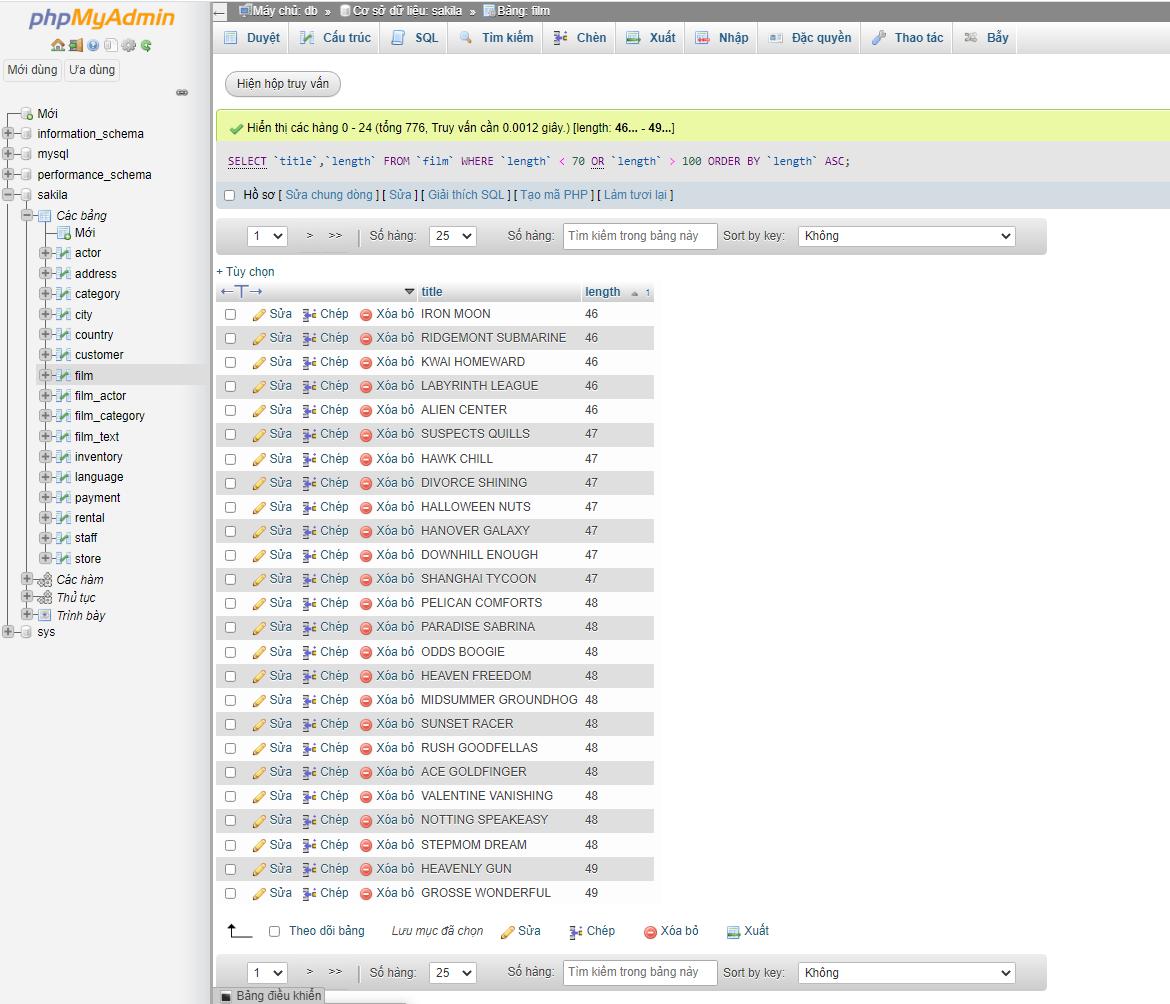 phpMyAdmin
Mới dùng Ưa dùng
Mới
information_schema
mysql
performance_schema
sakila
Các bảng
Mới
actor
address
category
city
country
customer
film
film_actor
film_category
film_text
inventory
language
payment
rental
staff
store
Các hàm
Thủ tục
Trình bày
sys
← Máy chủ: db » Cơ sở dữ liệu: sakila » Bảng: film
Duyệt Cấu trúc SQL Tìm kiếm Chèn Xuất Nhập Đặc quyền Thao tác Bẫy
Hiện hộp truy vấn
Hiển thị các hàng 0 - 24 (tổng 776, Truy vấn cần 0.0012 giây.) [length: 46... - 49...]
SELECT `title`,`length` FROM `film` WHERE `length` < 70 OR `length` > 100 ORDER BY `length` ASC;
Hồ sơ [ Sửa chung dòng ] [ Sửa ] [ Giải thích SQL ] [ Tạo mã PHP ] [ Làm tươi lại ]
1 > >> | Số hàng: 25 Số hàng: Tìm kiếm trong bảng này Sort by key: Không
+ Tùy chọn
←T→ title length 1
Sửa Chép Xóa bỏ IRON MOON 46
Sửa Chép Xóa bỏ RIDGEMONT SUBMARINE 46
Sửa Chép Xóa bỏ KWAI HOMEWARD 46
Sửa Chép Xóa bỏ LABYRINTH LEAGUE 46
Sửa Chép Xóa bỏ ALIEN CENTER 46
Sửa Chép Xóa bỏ SUSPECTS QUILLS 47
Sửa Chép Xóa bỏ HAWK CHILL 47
Sửa Chép Xóa bỏ DIVORCE SHINING 47
Sửa Chép Xóa bỏ HALLOWEEN NUTS 47
Sửa Chép Xóa bỏ HANOVER GALAXY 47
Sửa Chép Xóa bỏ DOWNHILL ENOUGH 47
Sửa Chép Xóa bỏ SHANGHAI TYCOON 47
Sửa Chép Xóa bỏ PELICAN COMFORTS 48
Sửa Chép Xóa bỏ PARADISE SABRINA 48
Sửa Chép Xóa bỏ ODDS BOOGIE 48
Sửa Chép Xóa bỏ HEAVEN FREEDOM 48
Sửa Chép Xóa bỏ MIDSUMMER GROUNDHOG 48
Sửa Chép Xóa bỏ SUNSET RACER 48
Sửa Chép Xóa bỏ RUSH GOODFELLAS 48
Sửa Chép Xóa bỏ ACE GOLDFINGER 48
Sửa Chép Xóa bỏ VALENTINE VANISHING 48
Sửa Chép Xóa bỏ NOTTING SPEAKEASY 48
Sửa Chép Xóa bỏ STEPMOM DREAM 48
Sửa Chép Xóa bỏ HEAVENLY GUN 49
Sửa Chép Xóa bỏ GROSSE WONDERFUL 49
Theo dõi bảng Lưu mục đã chọn Sửa Chép Xóa bỏ Xuất
1 > >> | Số hàng: 25 Số hàng: Tìm kiếm trong bảng này Sort by key: Không
Bảng điều khiển